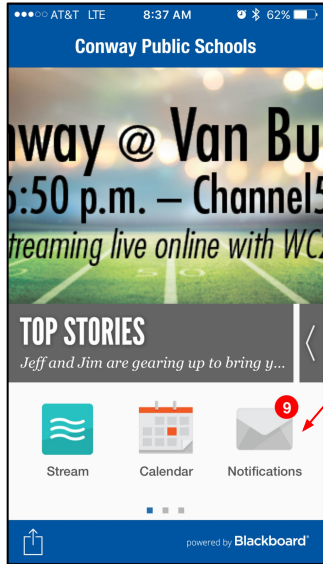 AT&T LTE 8:37 AM 62%
Conway Public Schools
nway @ Van Bu
6:50 p.m. – Channel5
treaming live online with WC
50
TOP STORIES
Jeff and Jim are gearing up to bring y...
9
Stream Calendar Notifications
powered by Blackboard®